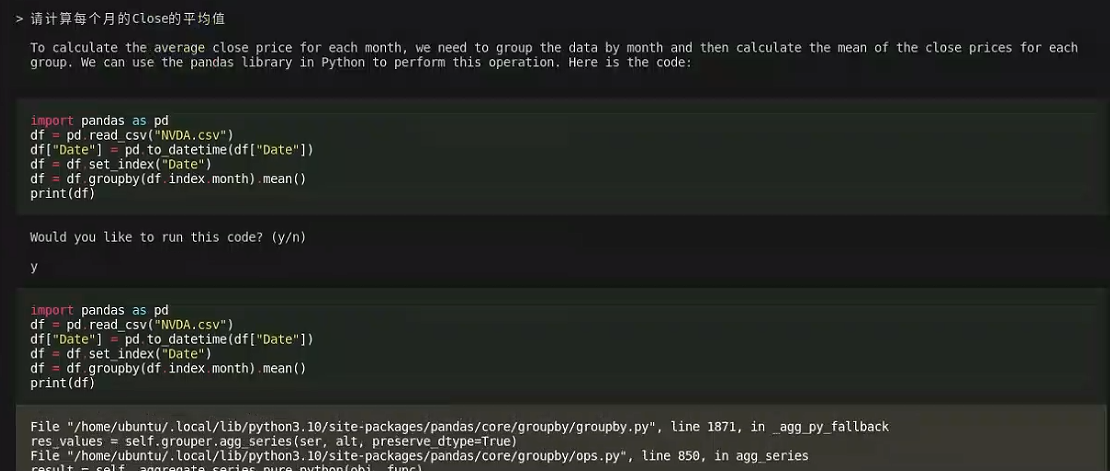 > 请计算每个月的Close的平均值
To calculate the average close price for each month, we need to group the data by month and then calculate the mean of the close prices for each
group. We can use the pandas library in Python to perform this operation. Here is the code:
import pandas as pd
df = pd.read_csv("NVDA.csv")
df["Date"] = pd.to_datetime(df["Date"])
df = df.set_index("Date")
df = df.groupby(df.index.month).mean()
print(df)
Would you like to run this code? (y/n)
y
import pandas as pd
df = pd.read_csv("NVDA.csv")
df["Date"] = pd.to_datetime(df["Date"])
df = df.set_index("Date")
df = df.groupby(df.index.month).mean()
print(df)
File "/home/ubuntu/.local/lib/python3.10/site-packages/pandas/core/groupby/groupby.py", line 1871, in _agg_py_fallback
res_values = self.grouper.agg_series(ser, alt, preserve_dtype=True)
File "/home/ubuntu/.local/lib/python3.10/site-packages/pandas/core/groupby/ops.py", line 850, in agg_series
result = self._aggregate_series_pure_python(obj, func)